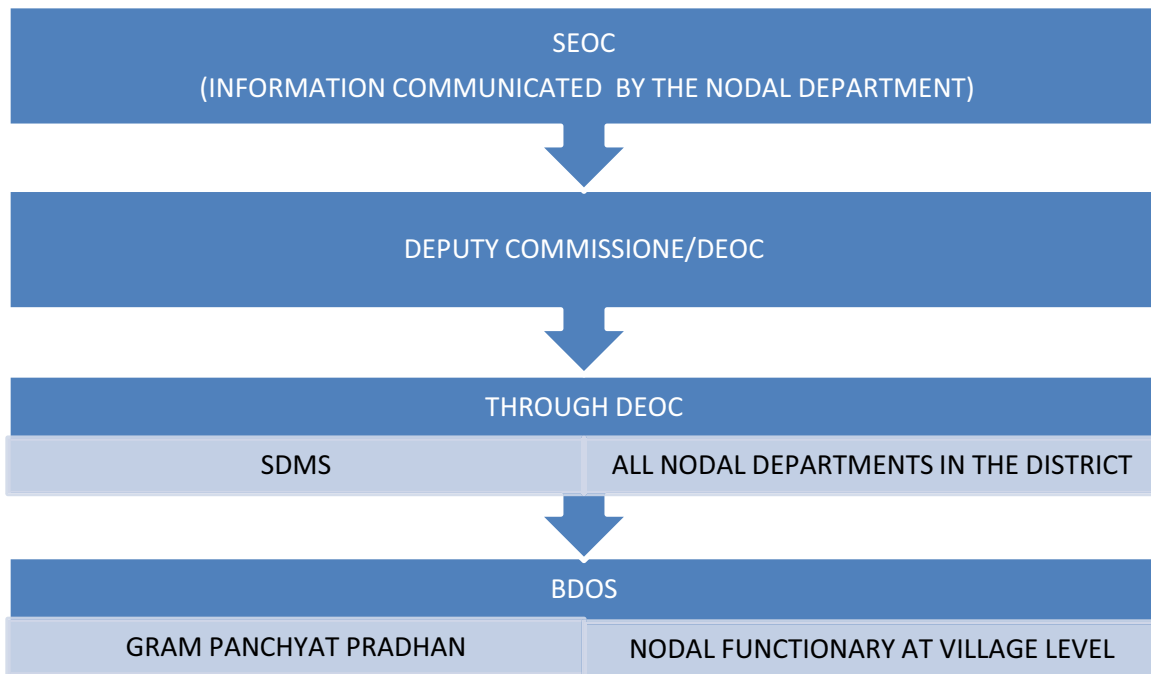 SEOC
(INFORMATION COMMUNICATED BY THE NODAL DEPARTMENT)
DEPUTY COMMISSIONE/DEOC
THROUGH DEOC
SDMS
ALL NODAL DEPARTMENTS IN THE DISTRICT
BDOS
GRAM PANCHYAT PRADHAN
NODAL FUNCTIONARY AT VILLAGE LEVEL